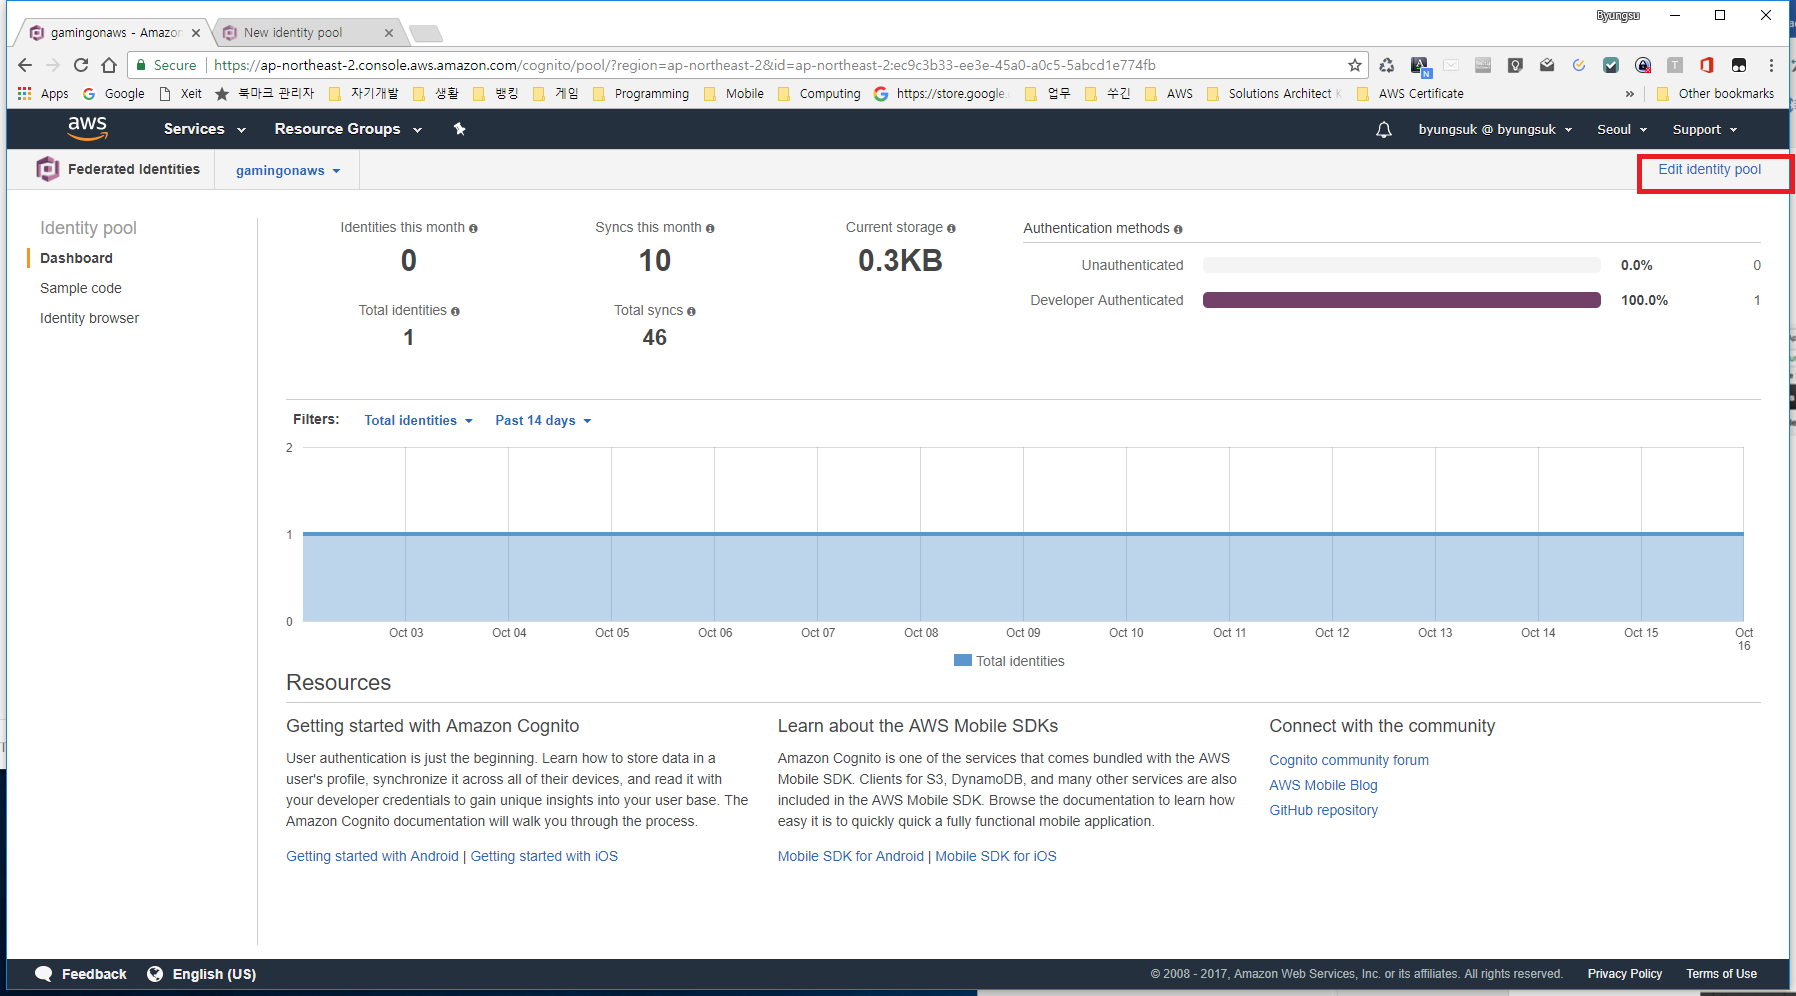 Byungsu
gamingonaws - Amazon
New identity pool
Secure
https://ap-northeast-2.console.aws.amazon.com/cognito/pool/?region=ap-northeast-2&id=ap-northeast-2:ec9c3b33-ee3e-45a0-a0c5-5abcd1e774fb
Apps Google Xeit 북마크 관리자 자기개발 생활 뱅킹 게임 Programming Mobile Computing https://store.google. 업무 쑤긴 AWS Solutions Architect AWS Certificate » Other bookmarks
aws Services Resource Groups byungsuk @ byungsuk Seoul Support
Federated Identities gamingonaws Edit identity pool
Identity pool
Dashboard
Sample code
Identity browser
Identities this month Syncs this month Current storage
0 10 0.3KB
Total identities Total syncs
1 46
Authentication methods
Unauthenticated 0.0% 0
Developer Authenticated 100.0% 1
Filters: Total identities Past 14 days
2
1
0
Oct 03 Oct 04 Oct 05 Oct 06 Oct 07 Oct 08 Oct 09 Oct 10 Oct 11 Oct 12 Oct 13 Oct 14 Oct 15 Oct 16
Total identities
Resources
Getting started with Amazon Cognito
User authentication is just the beginning. Learn how to store data in a
user's profile, synchronize it across all of their devices, and read it with
your developer credentials to gain unique insights into your user base. The
Amazon Cognito documentation will walk you through the process.
Getting started with Android | Getting started with iOS
Learn about the AWS Mobile SDKs
Amazon Cognito is one of the services that comes bundled with the AWS
Mobile SDK. Clients for S3, DynamoDB, and many other services are also
included in the AWS Mobile SDK. Browse the documentation to learn how
easy it is to quickly quick a fully functional mobile application.
Mobile SDK for Android | Mobile SDK for iOS
Connect with the community
Cognito community forum
AWS Mobile Blog
GitHub repository
Feedback English (US) © 2008 - 2017, Amazon Web Services, Inc. or its affiliates. All rights reserved. Privacy Policy Terms of Use